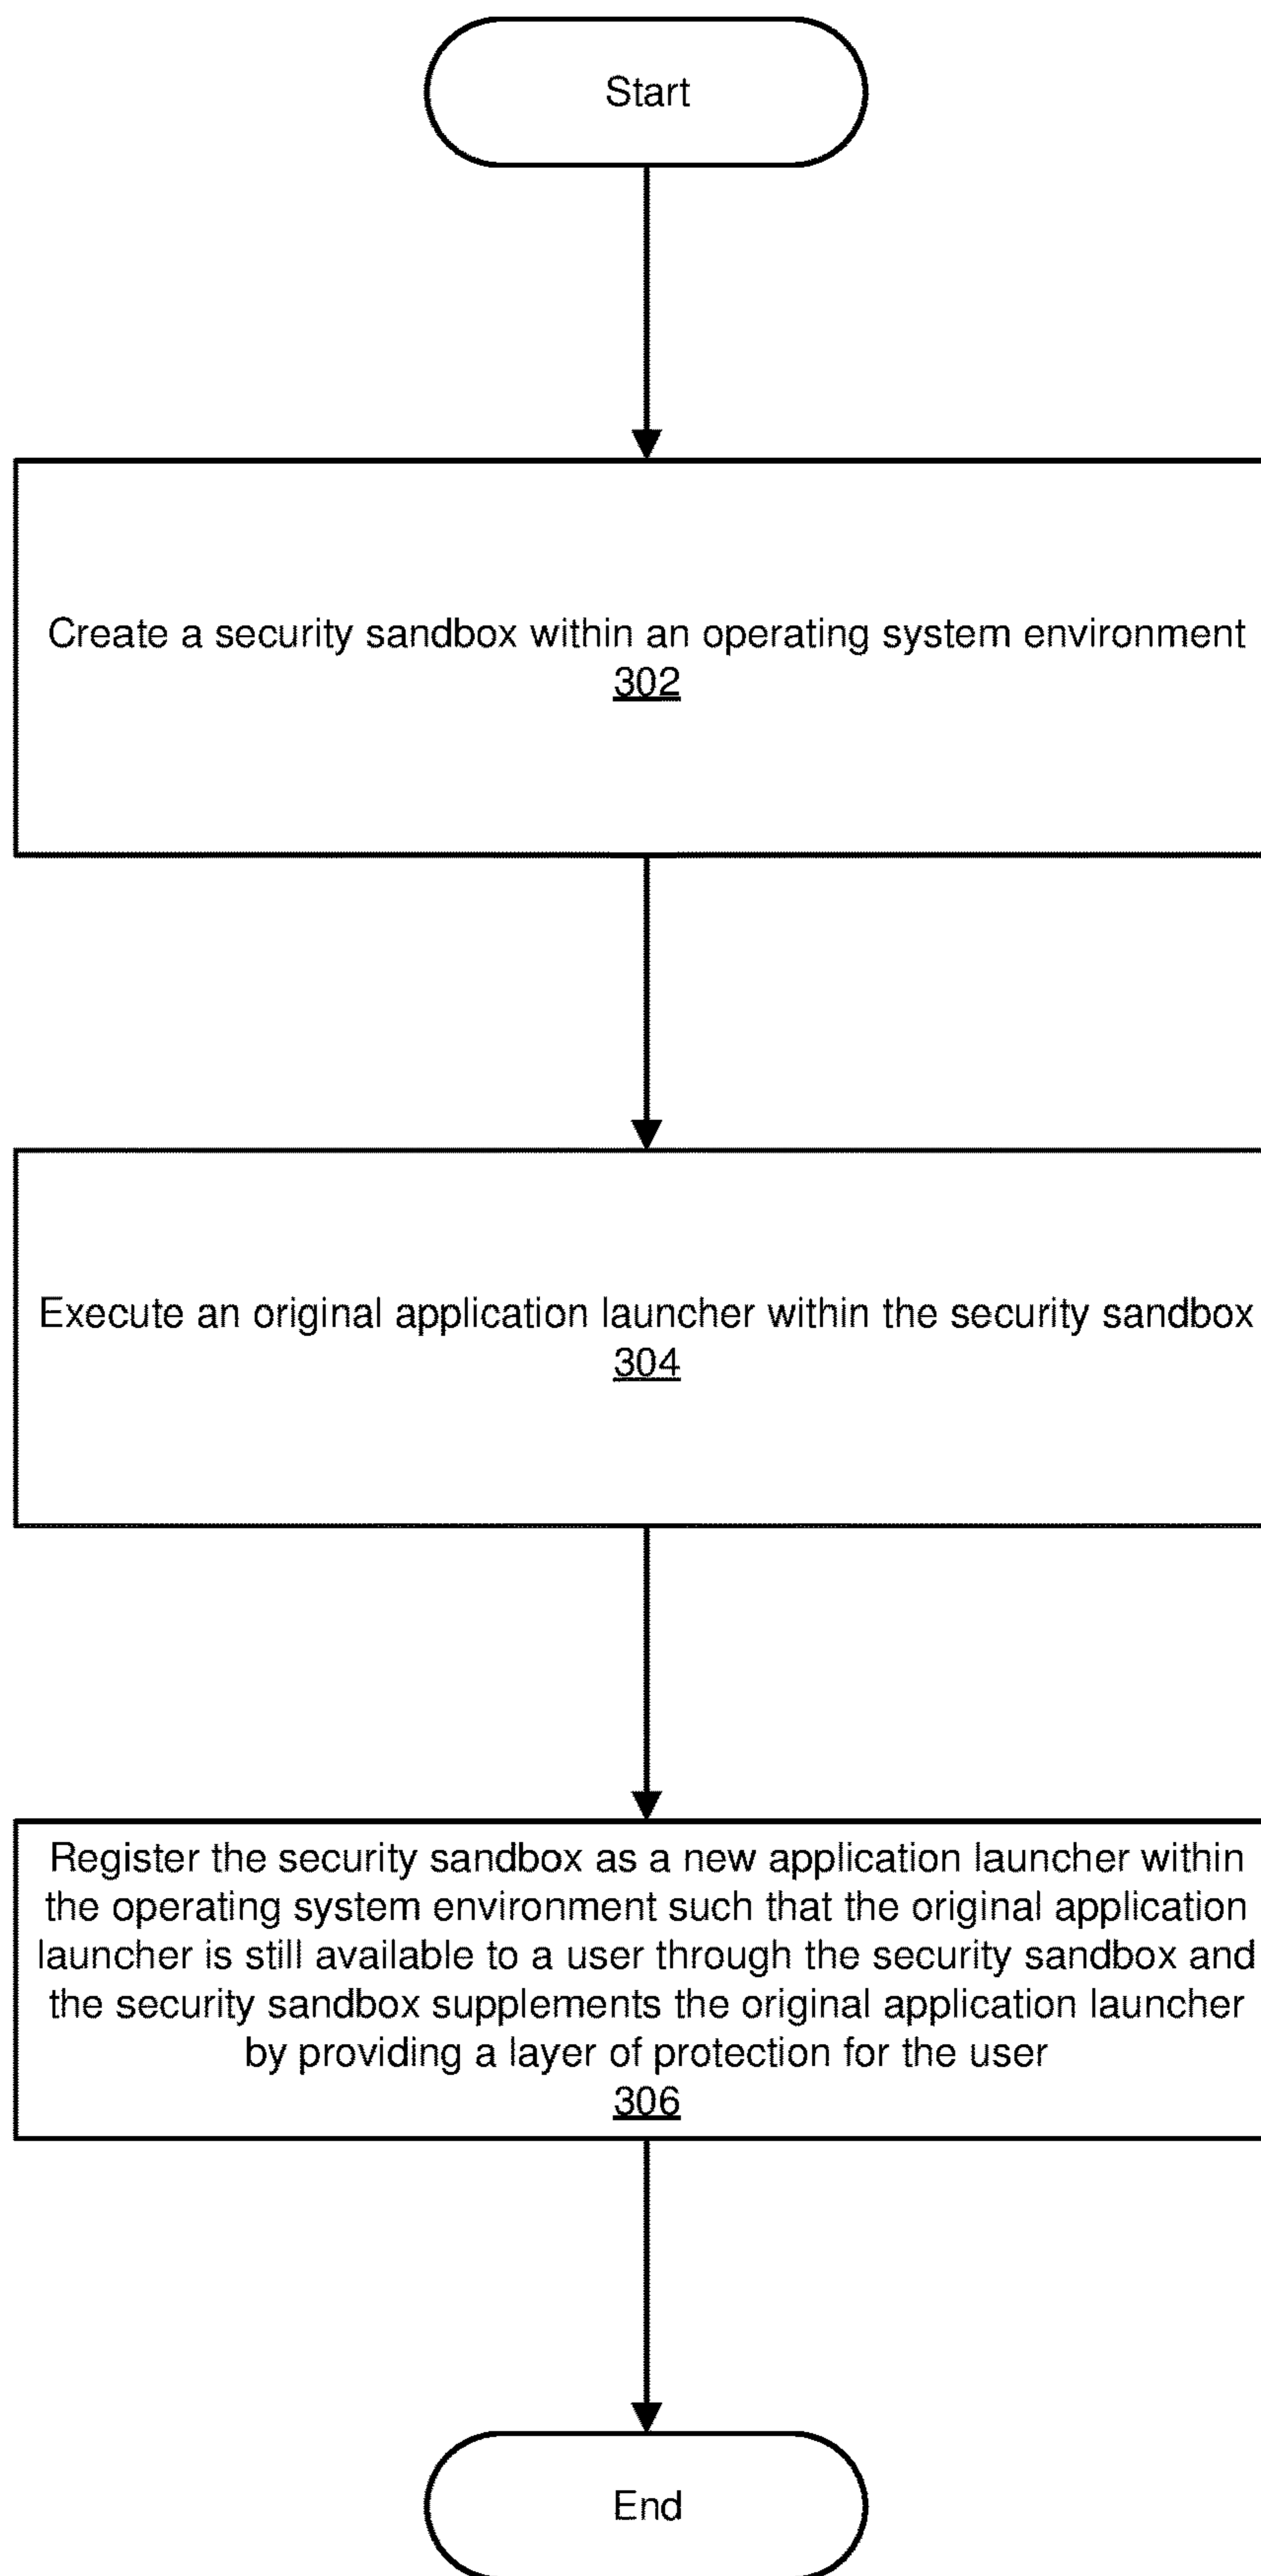 Start
Create a security sandbox within an operating system environment
302
Execute an original application launcher within the security sandbox
304
Register the security sandbox as a new application launcher within
the operating system environment such that the original application
launcher is still available to a user through the security sandbox and
the security sandbox supplements the original application launcher
by providing a layer of protection for the user
306
End